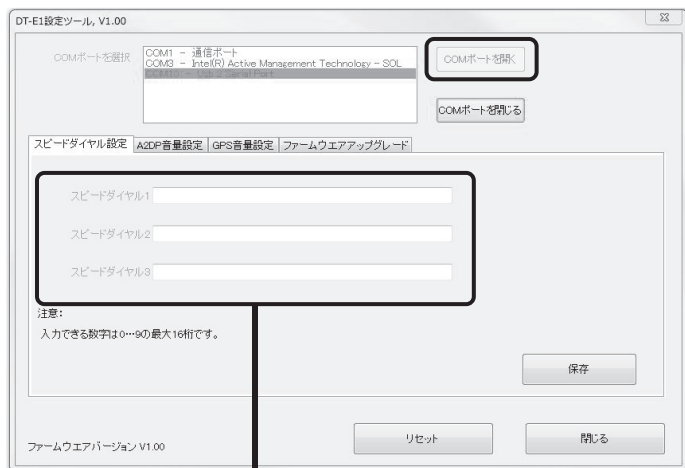 DT-E1設定ツール, V1.00
COMポートを選択
COM1 - 通信ポート
COM3 - Intel(R) Active Management Technology - SOL
COM10 - Usb 2 Serial Port
COMポートを開く
COMポートを閉じる
スピードダイヤル設定 A2DP音量設定 GPS音量設定 ファームウエアアップグレード
スピードダイヤル1
スピードダイヤル2
スピードダイヤル3
注意:
入力できる数字は0…9の最大16桁です。
保存
ファームウエアバージョン V1.00
リセット
閉じる